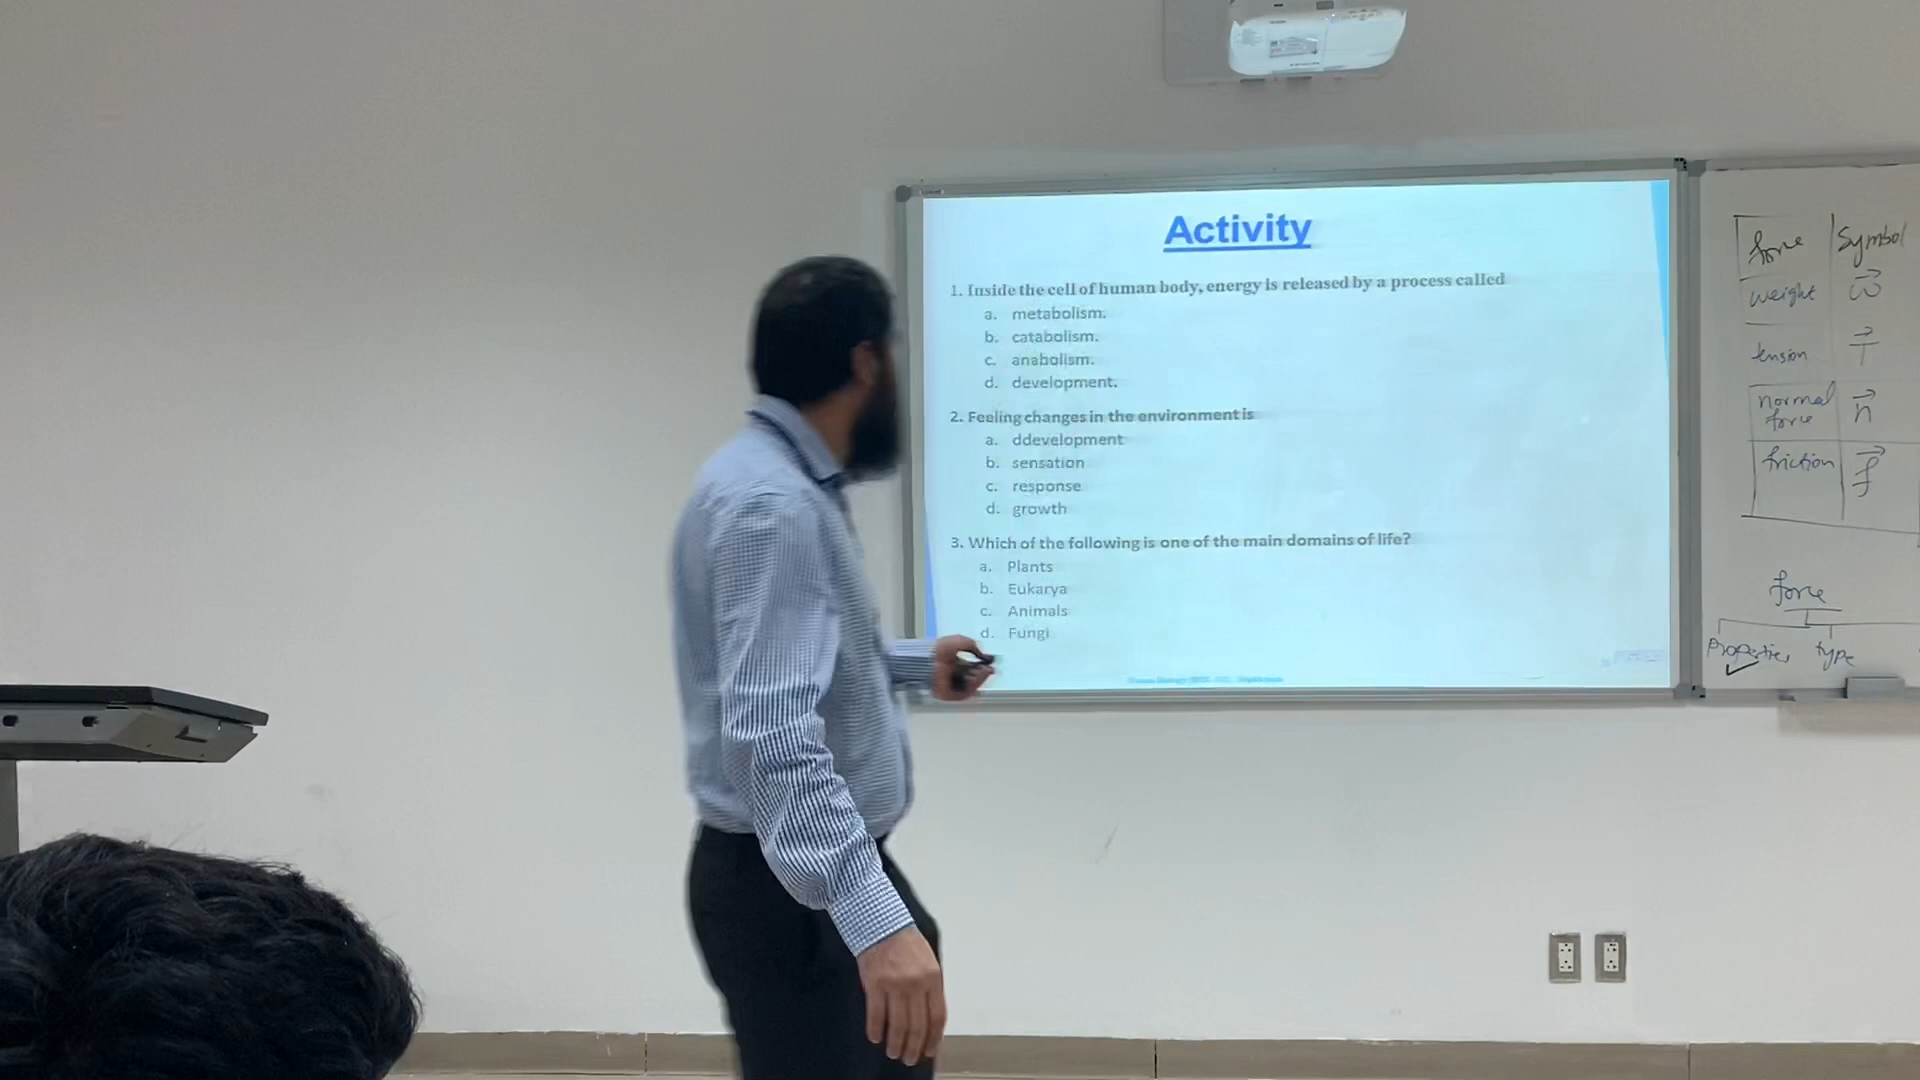 Activity
1. Inside the cell of human body, energy is released by a process called
a. metabolism.
b. catabolism.
c. anabolism.
d. development.
2. Feeling changes in the environment is
a. ddevelopment
b. sensation
c. response
d. growth
3. Which of the following is one of the main domains of life?
a. Plants
b. Eukarya
c. Animals
d. Fungi
force Symbol
weight w⃗
tension T⃗
normal force n⃗
friction f⃗
force
properties type